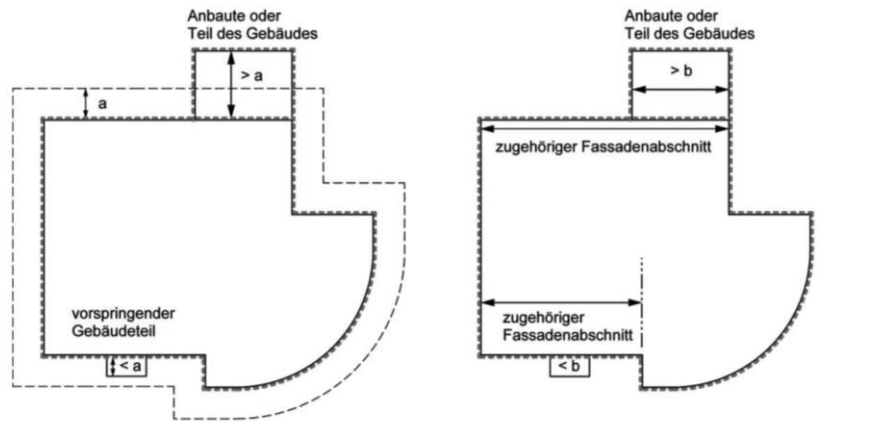 Anbaute oder
Teil des Gebäudes
> a
a
vorspringender
Gebäudeteil
< a
Anbaute oder
Teil des Gebäudes
> b
zugehöriger Fassadenabschnitt
zugehöriger
Fassadenabschnitt
< b